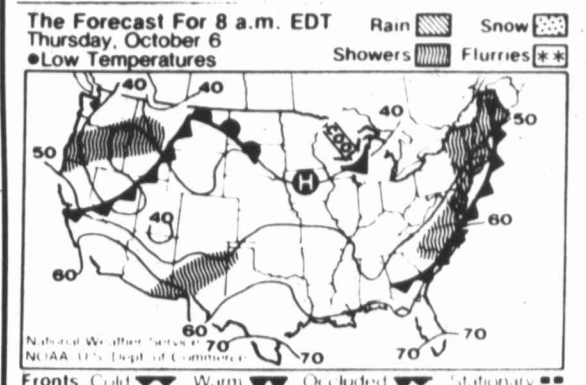 The Forecast For 8 a.m. EDT
Thursday, October 6
●Low Temperatures
Rain Snow
Showers Flurries **
40 40 40
50 50
H
40
60
60
60
70 70
70 70
National Weather Service
NOAA, U.S. Dept. of Commerce
Fronts: Cold Warm Occluded Stationary